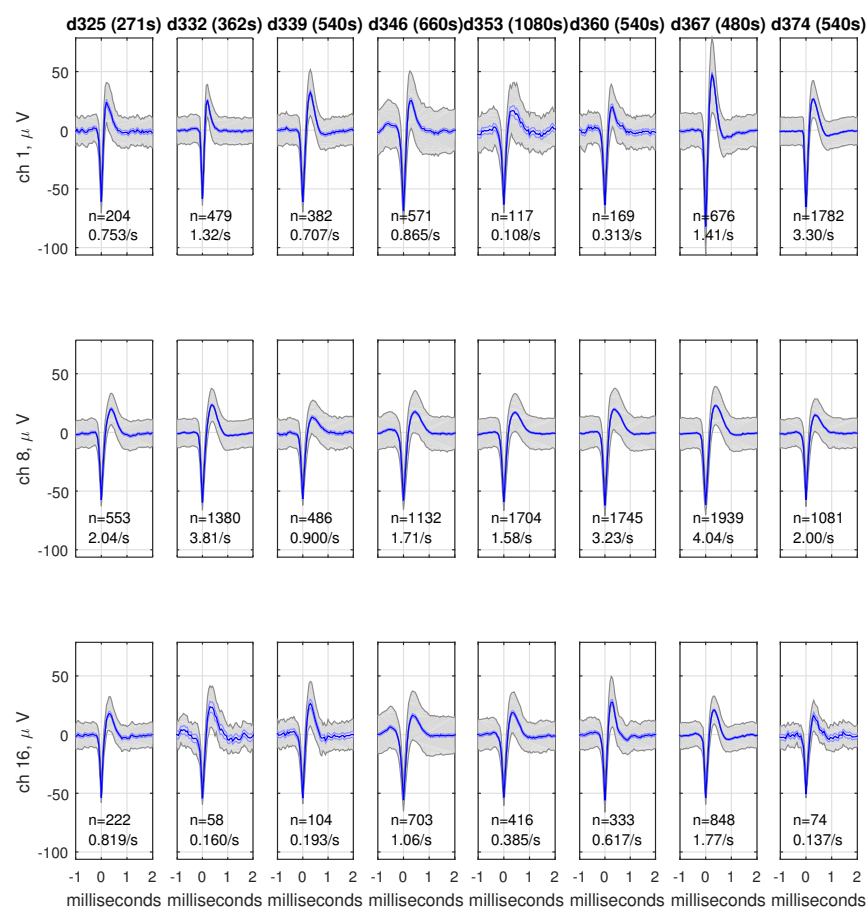 d325 (271s) d332 (362s) d339 (540s) d346 (660s) d353 (1080s) d360 (540s) d367 (480s) d374 (540s)
50
0
-50
-100
ch 1, μ V
n=204 n=479 n=382 n=571 n=117 n=169 n=676 n=1782
0.753/s 1.32/s 0.707/s 0.865/s 0.108/s 0.313/s 1.41/s 3.30/s
50
0
-50
-100
ch 8, μ V
n=553 n=1380 n=486 n=1132 n=1704 n=1745 n=1939 n=1081
2.04/s 3.81/s 0.900/s 1.71/s 1.58/s 3.23/s 4.04/s 2.00/s
50
0
-50
-100
ch 16, μ V
n=222 n=58 n=104 n=703 n=416 n=333 n=848 n=74
0.819/s 0.160/s 0.193/s 1.06/s 0.385/s 0.617/s 1.77/s 0.137/s
-1 0 1 2 -1 0 1 2 -1 0 1 2 -1 0 1 2 -1 0 1 2 -1 0 1 2 -1 0 1 2 -1 0 1 2
milliseconds milliseconds milliseconds milliseconds milliseconds milliseconds milliseconds milliseconds